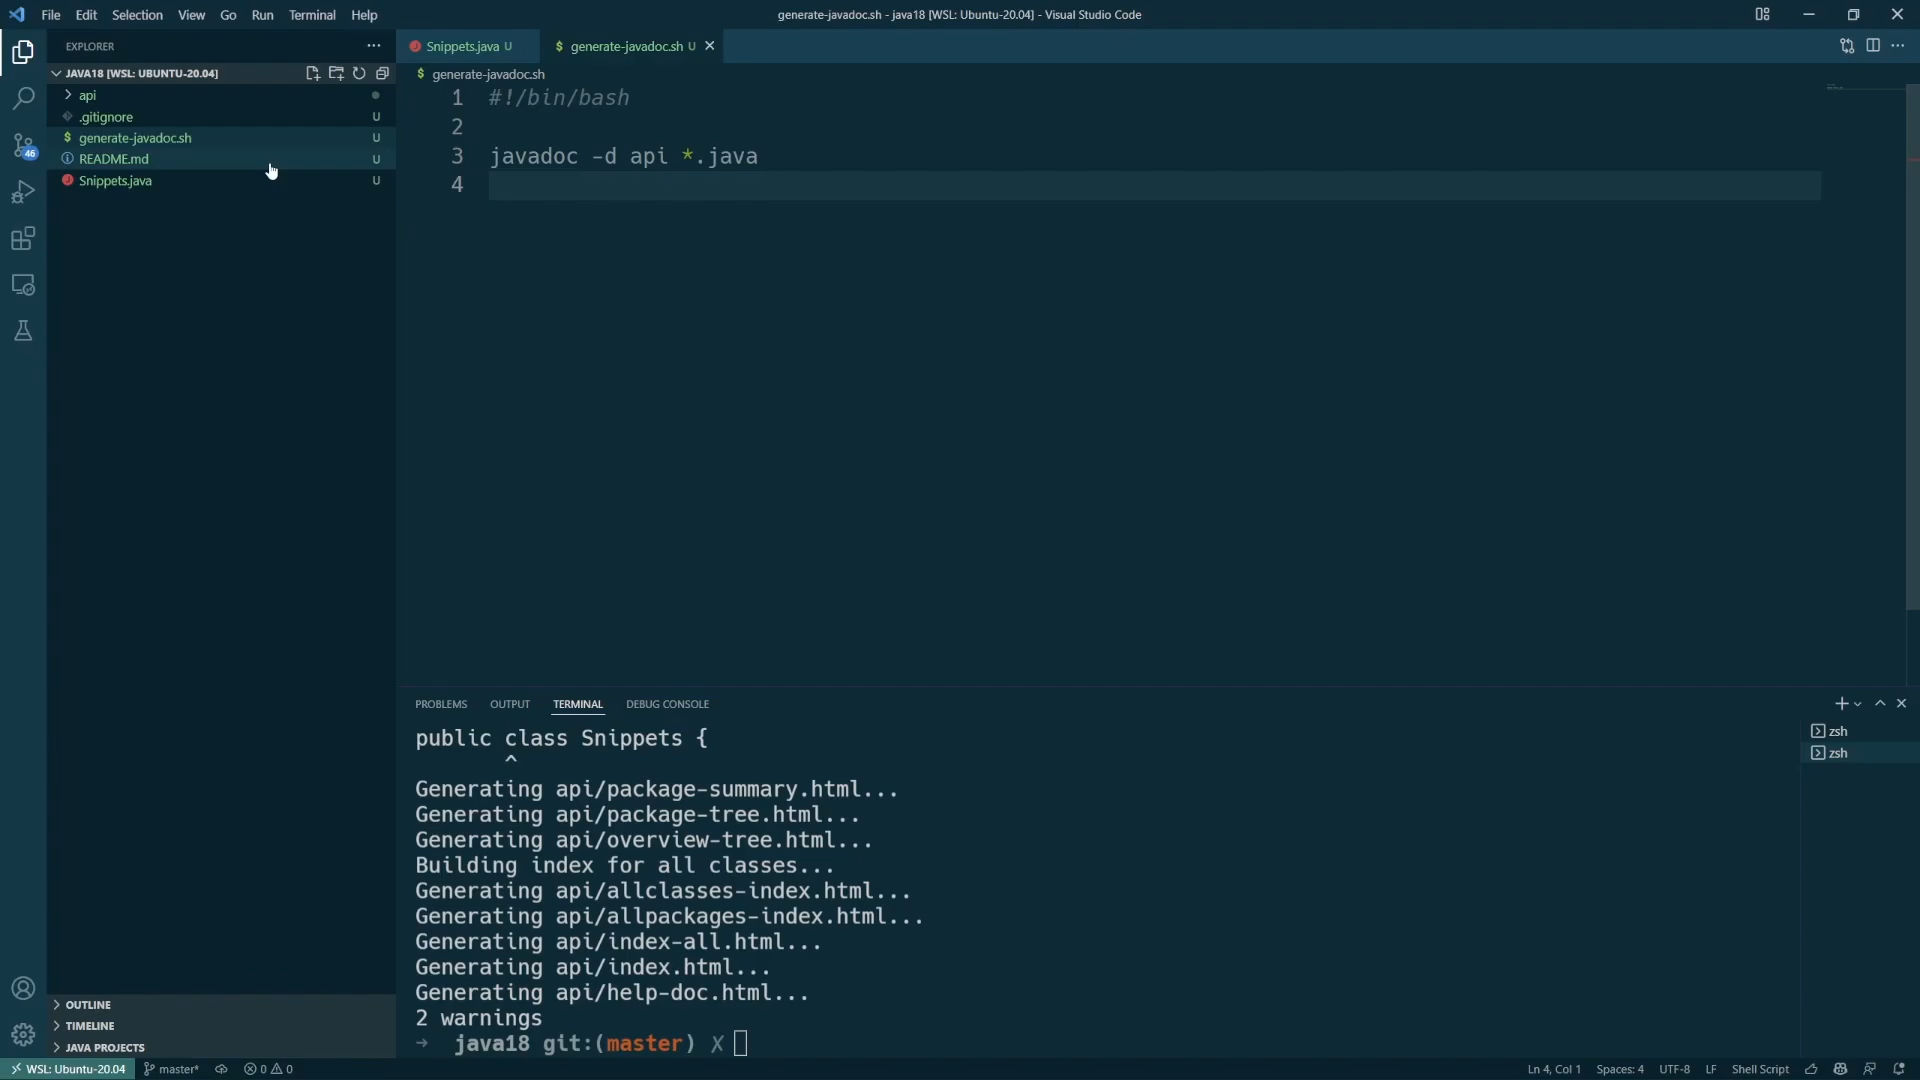 File Edit Selection View Go Run Terminal Help
generate-javadoc.sh - java18 [WSL: Ubuntu-20.04] - Visual Studio Code
EXPLORER
JAVA18 [WSL: UBUNTU-20.04]
api
.gitignore U
generate-javadoc.sh U
README.md U
Snippets.java U
46
OUTLINE
TIMELINE
JAVA PROJECTS
Snippets.java U
generate-javadoc.sh U
$ generate-javadoc.sh
1 #!/bin/bash
2
3 javadoc -d api *.java
4
PROBLEMS OUTPUT TERMINAL DEBUG CONSOLE
public class Snippets {
^
Generating api/package-summary.html...
Generating api/package-tree.html...
Generating api/overview-tree.html...
Building index for all classes...
Generating api/allclasses-index.html...
Generating api/allpackages-index.html...
Generating api/index-all.html...
Generating api/index.html...
Generating api/help-doc.html...
2 warnings
→ java18 git:(master) ✗
zsh
zsh
WSL: Ubuntu-20.04 master* 0 0
Ln 4, Col 1 Spaces: 4 UTF-8 LF Shell Script